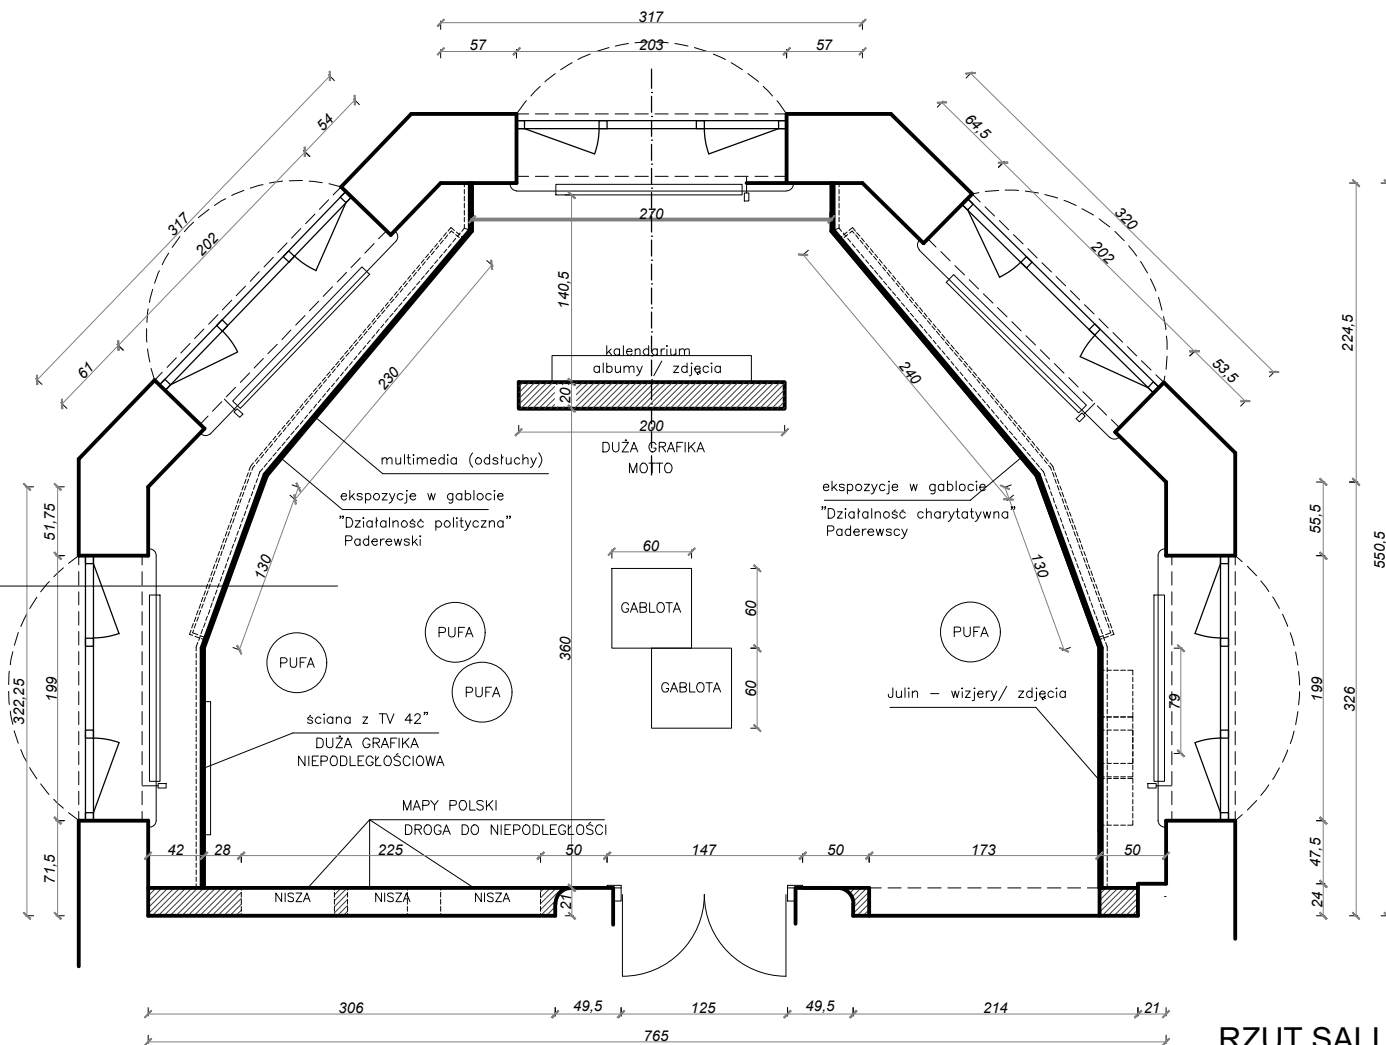 317
57 203 57
54
64,5
317
202
320
202
270
140,5
224,5
61
53,5
230
240
kalendarium
albumy / zdjęcia
20
200
DUŻA GRAFIKA
MOTTO
multimedia (odsłuchy)
ekspozycje w gablocie
"Działalność polityczna"
Paderewski
ekspozycje w gablocie
"Działalność charytatywna"
Paderewscy
51,75
55,5
550,5
130
60
130
GABLOTA
60
PUFA
PUFA
PUFA
PUFA
360
GABLOTA
60
322,25
199
Julin – wizjery/ zdjęcia
79
199
326
ściana z TV 42"
DUŻA GRAFIKA
NIEPODLEGŁOŚCIOWA
MAPY POLSKI
DROGA DO NIEPODLEGŁOŚCI
71,5
42 28 225 50 147 50 173 50
47,5
NISZA NISZA NISZA
21
24
306 49,5 125 49,5 214 21
765
RZUT SALI